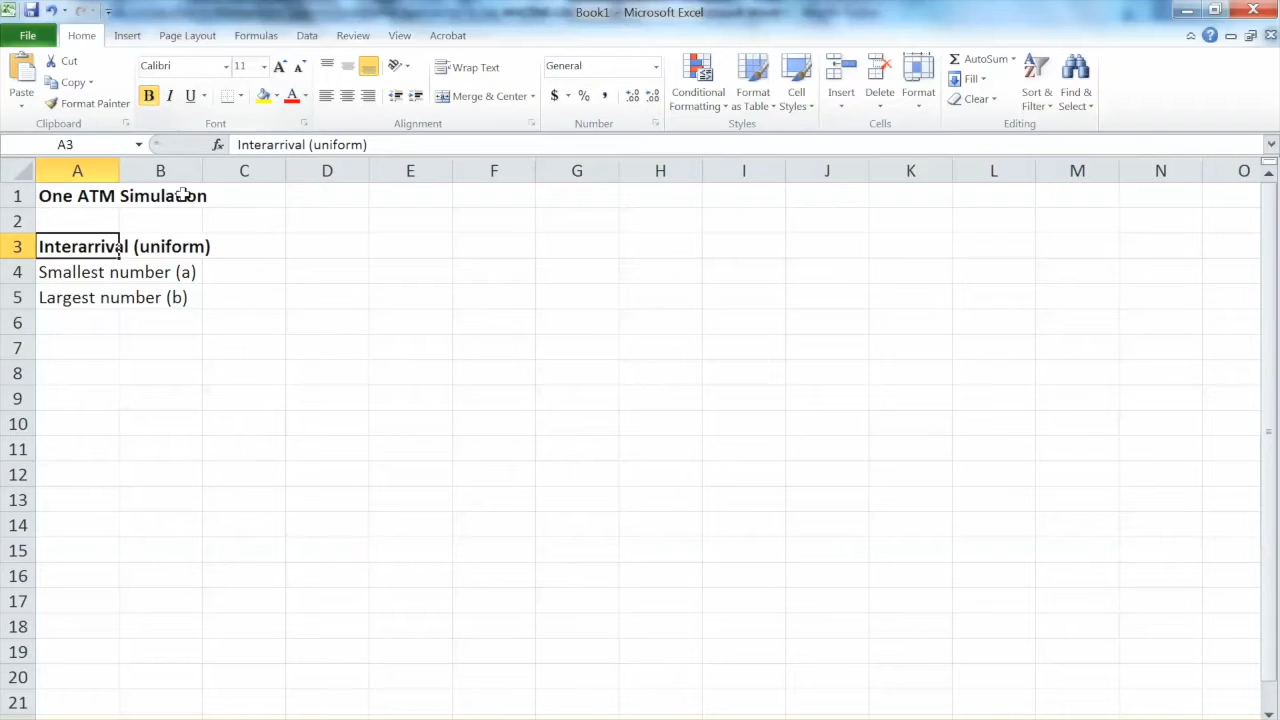 Book1 - Microsoft Excel
File Home Insert Page Layout Formulas Data Review View Acrobat
Paste
Cut
Copy
Format Painter
Clipboard
Calibri 11
B I U
Font
Wrap Text
Merge & Center
Alignment
General
$ % ,
Number
Conditional Formatting
Format as Table
Cell Styles
Styles
Insert
Delete
Format
Cells
Σ AutoSum
Fill
Clear
Sort & Filter
Find & Select
Editing
A3 fx Interarrival (uniform)
A B C D E F G H I J K L M N O
1 One ATM Simulation
2
3 Interarrival (uniform)
4 Smallest number (a)
5 Largest number (b)
6
7
8
9
10
11
12
13
14
15
16
17
18
19
20
21